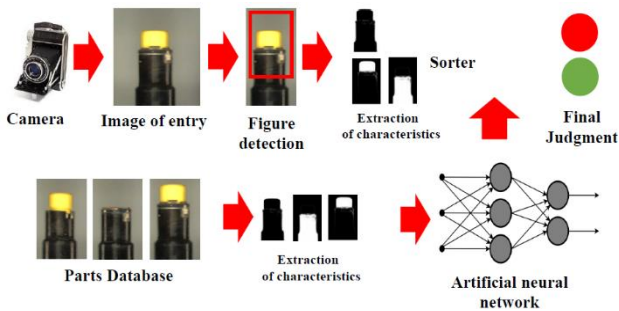 Camera
Image of entry
Figure
detection
Extraction
of characteristics
Sorter
Final
Judgment
Parts Database
Extraction
of characteristics
Artificial neural
network